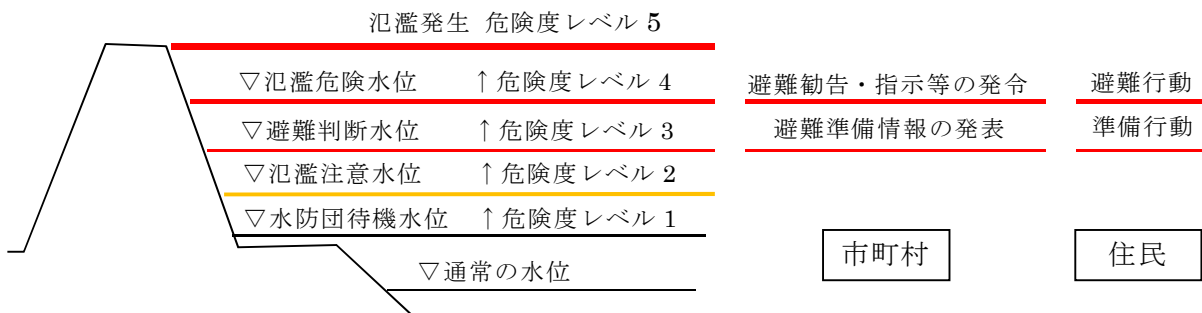 氾濫発生 危険度レベル 5
▽氾濫危険水位 ↑危険度レベル 4 避難勧告・指示等の発令 避難行動
▽避難判断水位 ↑危険度レベル 3 避難準備情報の発表 準備行動
▽氾濫注意水位 ↑危険度レベル 2
▽水防団待機水位 ↑危険度レベル 1
市町村 住民
▽通常の水位